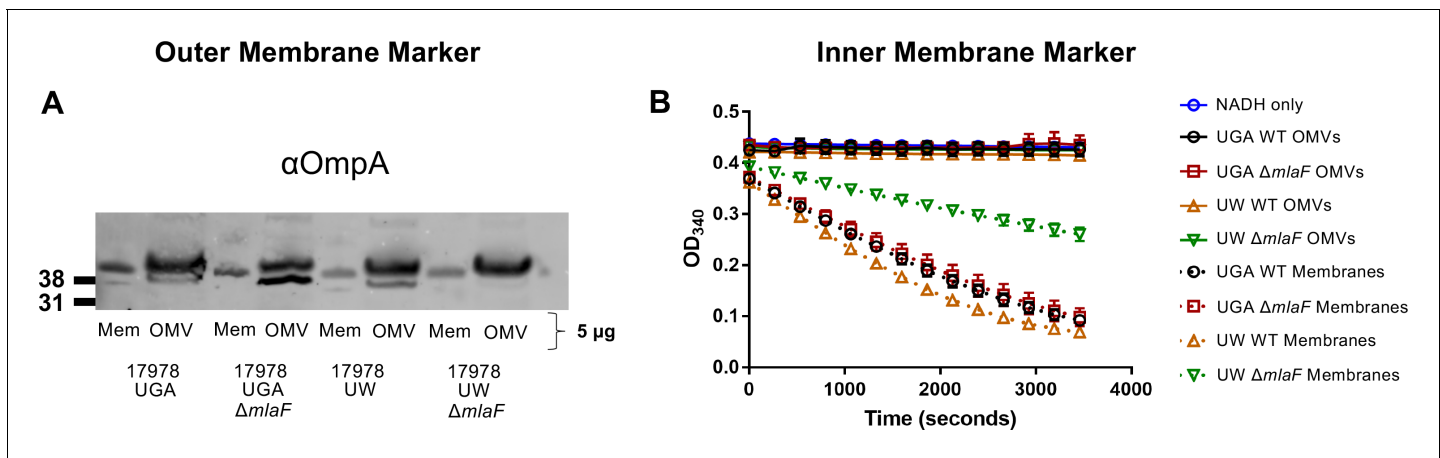 Outer Membrane Marker
Inner Membrane Marker
A
αOmpA
38
31
Mem OMV Mem OMV Mem OMV Mem OMV
5 µg
17978
UGA
17978
UGA
ΔmlaF
17978
UW
17978
UW
ΔmlaF
B
OD340
0.5
0.4
0.3
0.2
0.1
0.0
0 1000 2000 3000 4000
Time (seconds)
NADH only
UGA WT OMVs
UGA ΔmlaF OMVs
UW WT OMVs
UW ΔmlaF OMVs
UGA WT Membranes
UGA ΔmlaF Membranes
UW WT Membranes
UW ΔmlaF Membranes